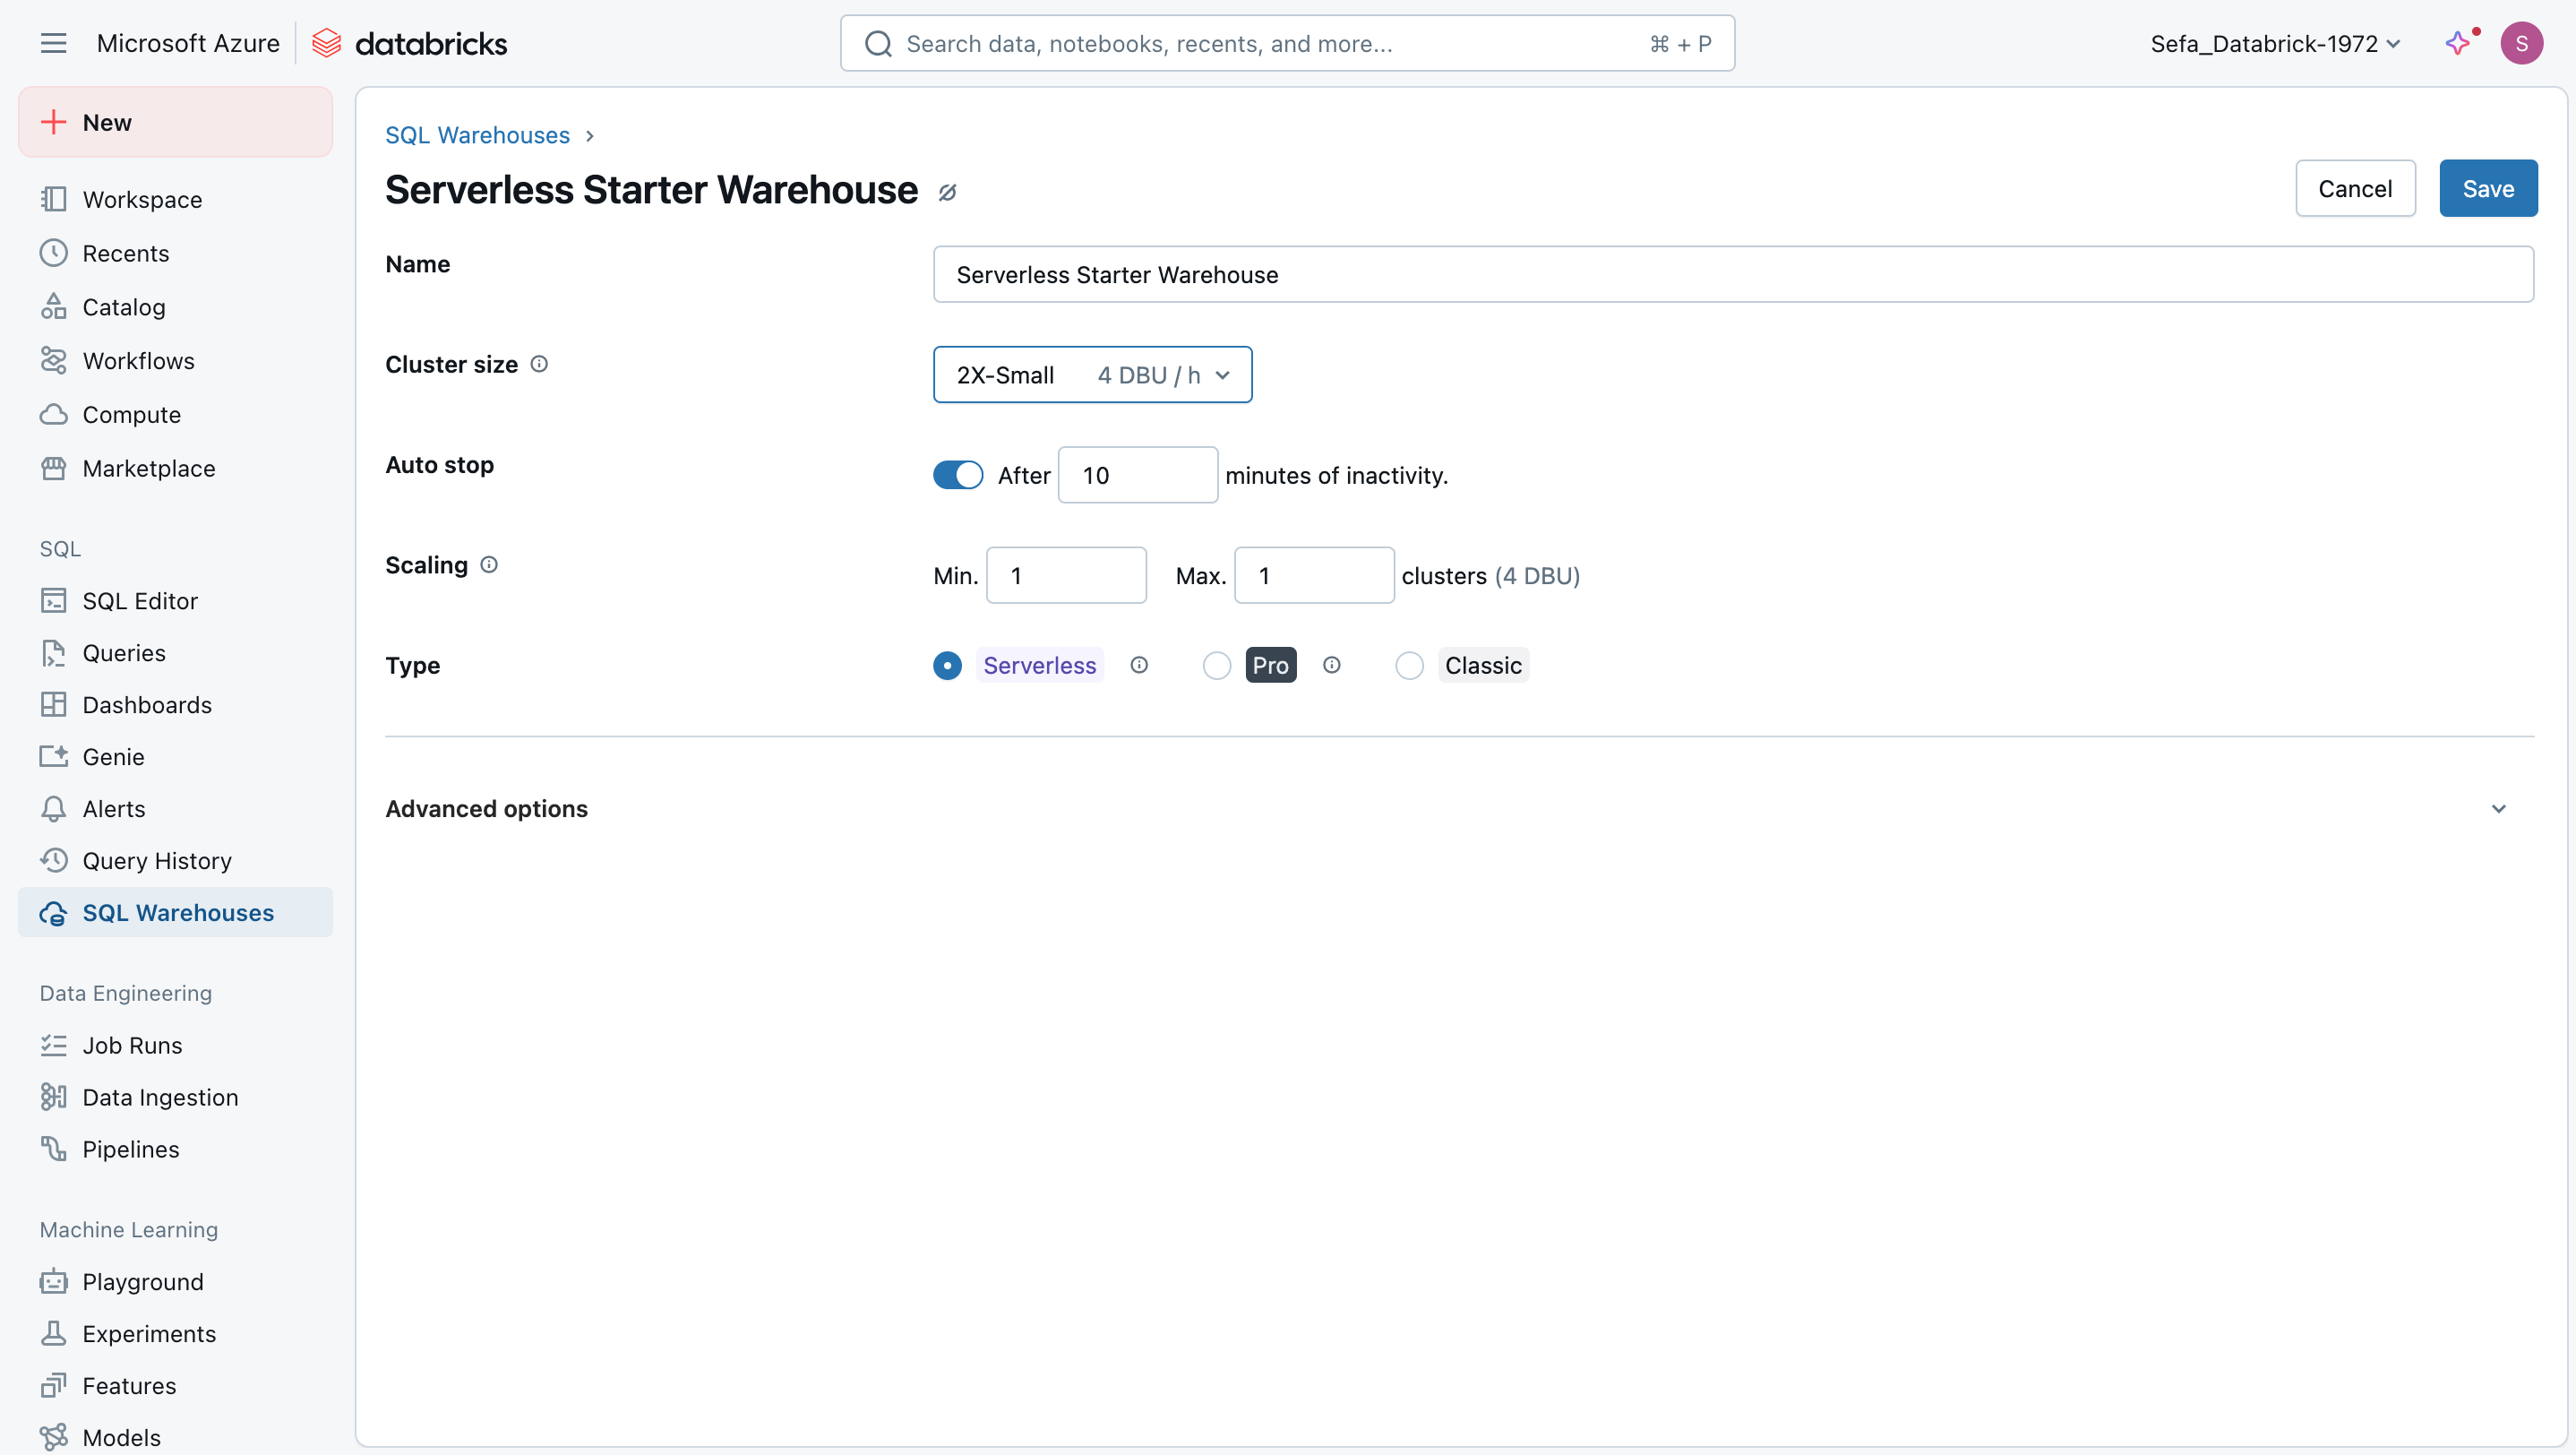 Microsoft Azure databricks
Search data, notebooks, recents, and more... ⌘ + P
Sefa_Databrick-1972
S
New
Workspace
Recents
Catalog
Workflows
Compute
Marketplace
SQL
SQL Editor
Queries
Dashboards
Genie
Alerts
Query History
SQL Warehouses
Data Engineering
Job Runs
Data Ingestion
Pipelines
Machine Learning
Playground
Experiments
Features
Models
SQL Warehouses ›
Serverless Starter Warehouse
Cancel Save
Name Serverless Starter Warehouse
Cluster size 2X-Small 4 DBU / h
Auto stop After 10 minutes of inactivity.
Scaling Min. 1 Max. 1 clusters (4 DBU)
Type Serverless Pro Classic
Advanced options